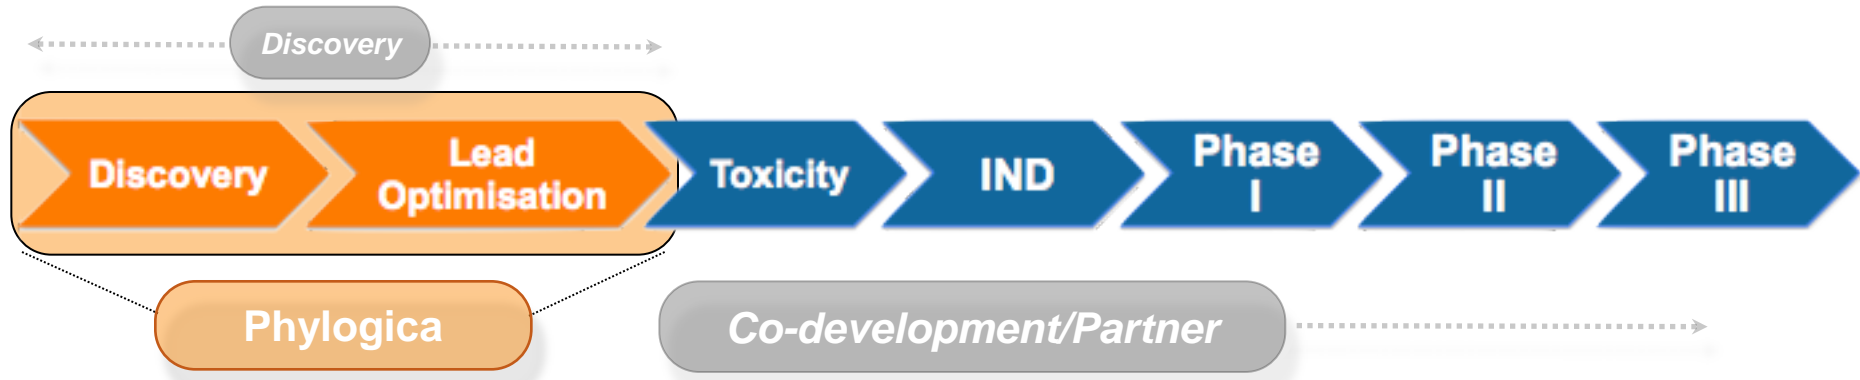 Discovery
Discovery
Lead
Optimisation
Toxicity
IND
Phase
I
Phase
II
Phase
III
Phylogica
Co-development/Partner